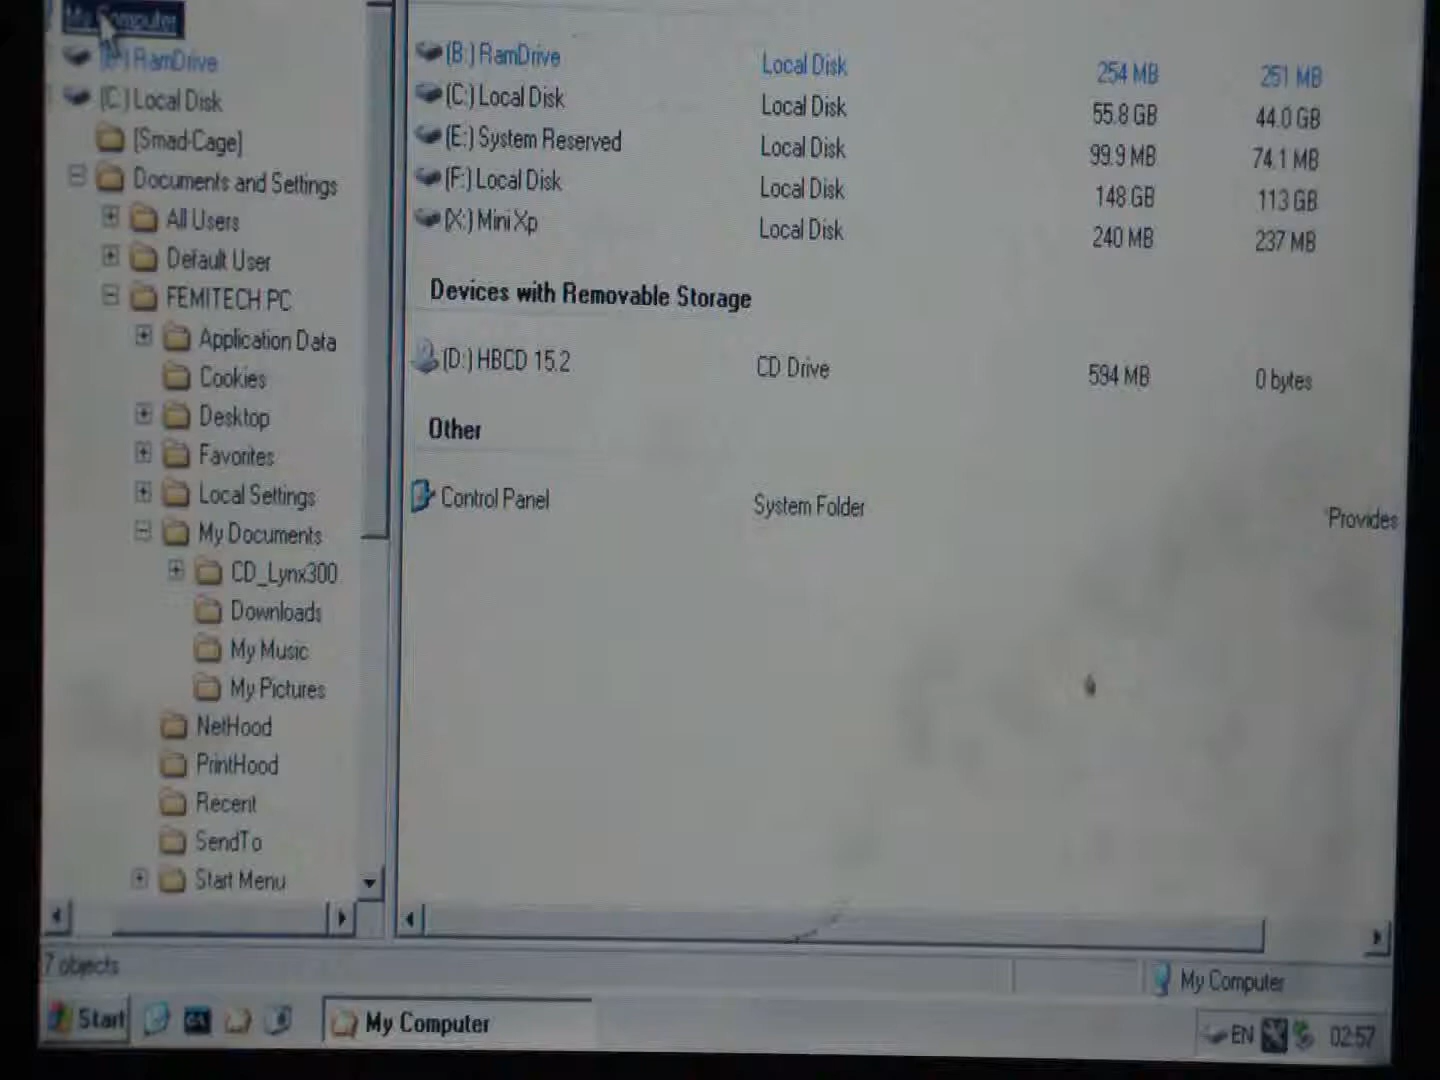 My Computer
(B:) RamDrive
(C:) Local Disk
[Smad-Cage]
Documents and Settings
All Users
Default User
FEMITECH PC
Application Data
Cookies
Desktop
Favorites
Local Settings
My Documents
CD_Lynx300
Downloads
My Music
My Pictures
NetHood
PrintHood
Recent
SendTo
Start Menu
(B:) RamDrive Local Disk 254 MB 251 MB
(C:) Local Disk Local Disk 55.8 GB 44.0 GB
(E:) System Reserved Local Disk 99.9 MB 74.1 MB
(F:) Local Disk Local Disk 148 GB 113 GB
(X:) Mini Xp Local Disk 240 MB 237 MB
Devices with Removable Storage
(D:) HBCD 15.2 CD Drive 594 MB 0 bytes
Other
Control Panel System Folder Provides
7 objects My Computer
Start My Computer EN 02:57